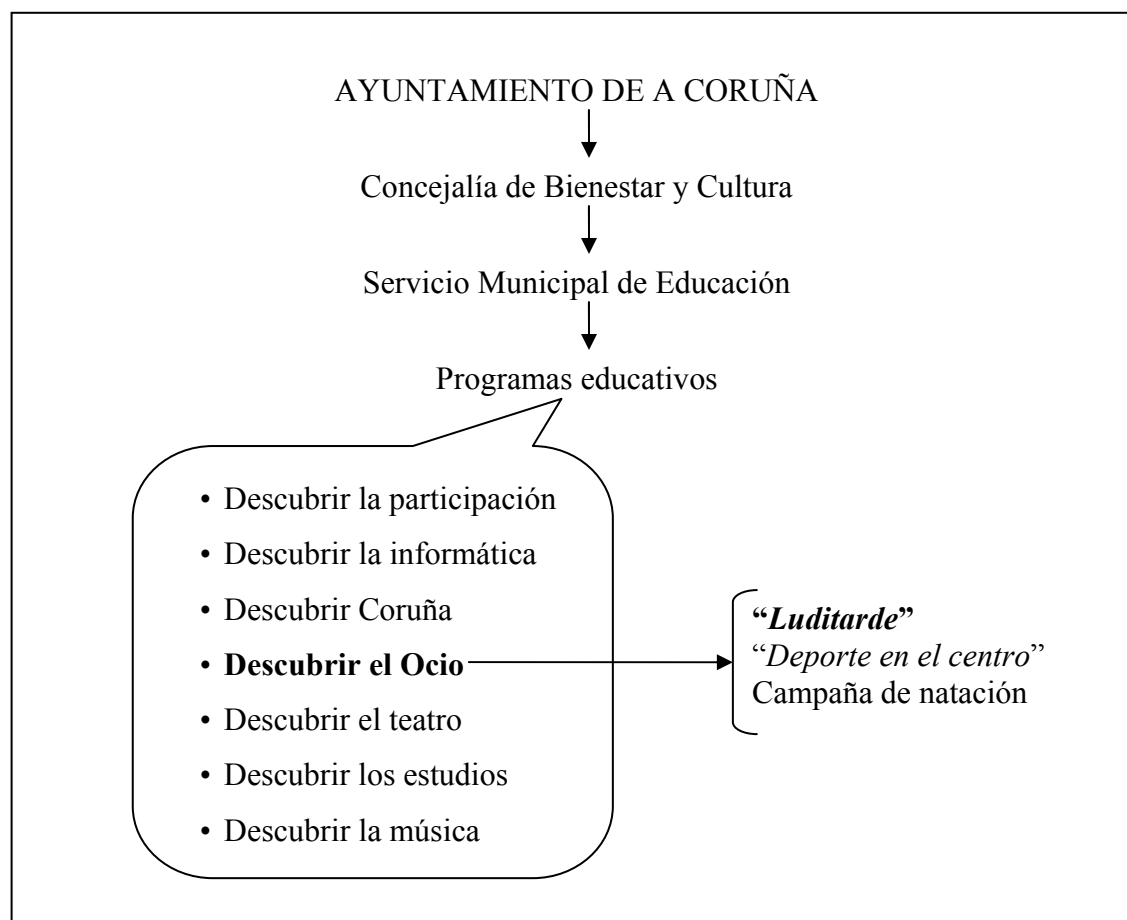 AYUNTAMIENTO DE A CORUÑA
Concejalía de Bienestar y Cultura
Servicio Municipal de Educación
Programas educativos
• Descubrir la participación
• Descubrir la informática
• Descubrir Coruña
• Descubrir el Ocio
• Descubrir el teatro
• Descubrir los estudios
• Descubrir la música
“Luditarde”
“Deporte en el centro”
Campaña de natación